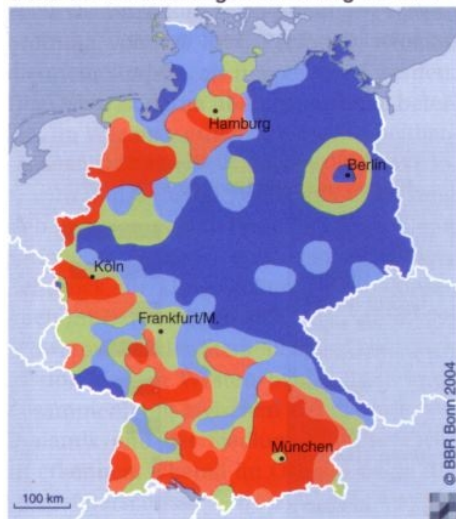 Hamburg
Berlin
Köln
Frankfurt/M.
München
100 km
© BBR Bonn 2004